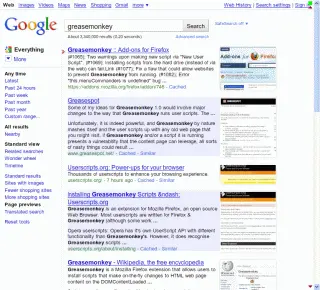 Web Images Videos Maps News Shopping Gmail more ▼
Web History | Search settings | Sign in
Google
greasemonkey
Search
SafeSearch off ▼
About 2,340,000 results (0.20 seconds)
Advanced search
Everything
More
Any time
Latest
Past 24 hours
Past week
Past month
Past year
Custom range...
All results
Nearby
Standard view
Related searches
Wonder wheel
Timeline
Standard results
Sites with images
Fewer shopping sites
More shopping sites
Page previews
Translated search
Reset tools
Greasemonkey :: Add-ons for Firefox
(#1065); Two warnings upon making new script via "New User
Script" (#1069); Installing scripts from the hard drive (instead of
via the web) can fail (#1077); Fix a flaw that could allow websites
to prevent Greasemonkey from running. (#1082); Error
"this.menuCommanders is undefined" bug ...
https://addons.mozilla.org/firefox/addon/748 - Cached
Greasespot
Some of my ideas for Greasemonkey 1.0 would involve major
changes to the way that Greasemonkey runs user scripts. The ...
Unfortunately, it is indeed powerful, and Greasemonkey by nature
mashes itself and the user scripts up with any old web page that
you might visit. If Greasemonkey and/or a script it is running
presents a vulnerability that the content page can leverage, all sorts
of nasty things could result ...
www.greasespot.net/ - Cached - Similar
Userscripts.org: Power-ups for your browser
Thousands of userscripts to enhance your browsing experience.
userscripts.org/ - 7 hours ago - Cached - Similar
Installing Greasemonkey Scripts &ndash;
Userscripts.org
Greasemonkey is an extension for Mozilla Firefox, an open source
Web Browser. Most userscripts are written for Firefox &
Greasemonkey (although some work ...
Opera userscripts: Opera has it's own UserScript API with different
functionality than Greasemonkey's. However, it does recognise
Greasemonkey scripts ...
userscripts.org/about/installing - Cached - Similar
Greasemonkey - Wikipedia, the free encyclopedia
Greasemonkey is a Mozilla Firefox extension that allows users to
install scripts that make on-the-fly changes to HTML web page
content on the DOMContentLoaded ...